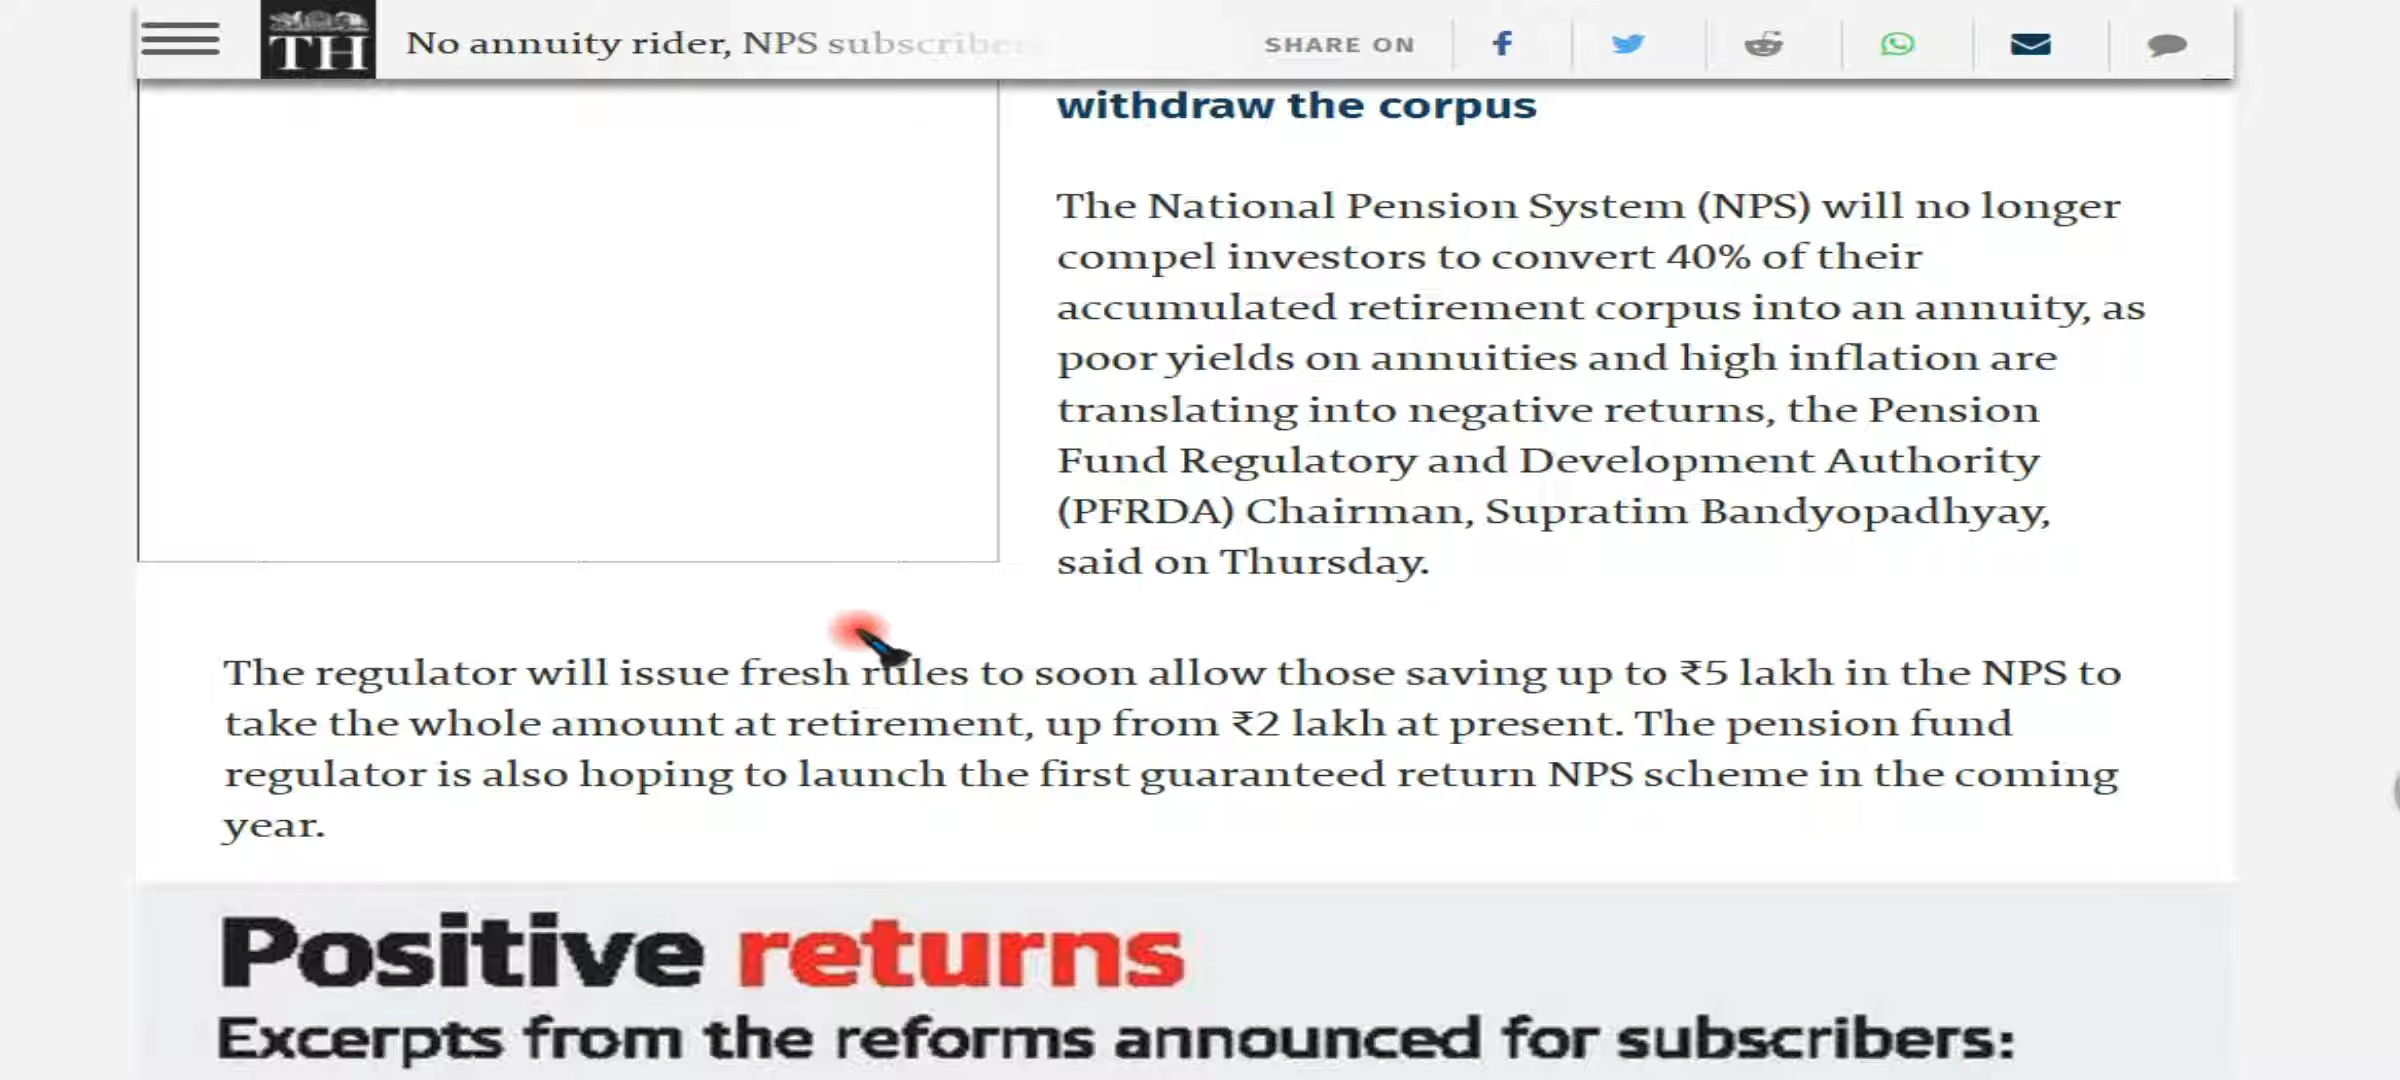 TH
No annuity rider, NPS subscriber
SHARE ON
withdraw the corpus
The National Pension System (NPS) will no longer
compel investors to convert 40% of their
accumulated retirement corpus into an annuity, as
poor yields on annuities and high inflation are
translating into negative returns, the Pension
Fund Regulatory and Development Authority
(PFRDA) Chairman, Supratim Bandyopadhyay,
said on Thursday.
The regulator will issue fresh rules to soon allow those saving up to ₹5 lakh in the NPS to
take the whole amount at retirement, up from ₹2 lakh at present. The pension fund
regulator is also hoping to launch the first guaranteed return NPS scheme in the coming
year.
Positive returns
Excerpts from the reforms announced for subscribers: